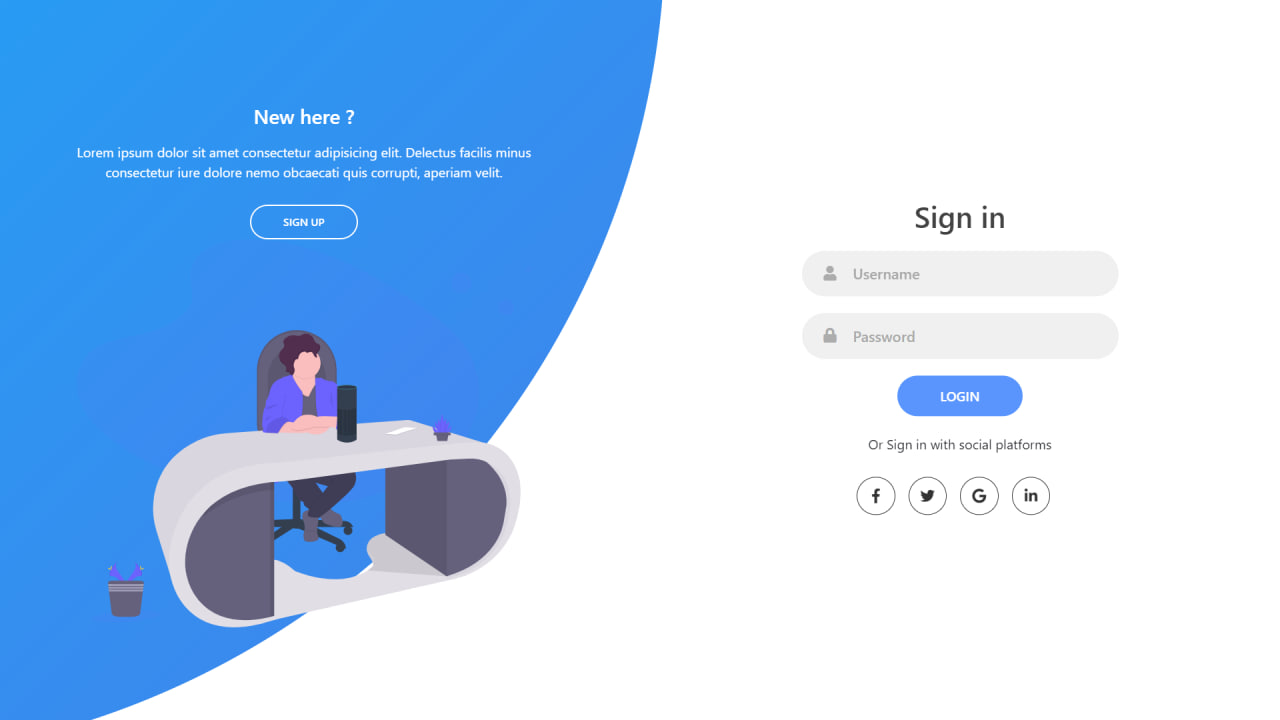 New here ?
Lorem ipsum dolor sit amet consectetur adipisicing elit. Delectus facilis minus
consectetur iure dolore nemo obcaecati quis corrupti, aperiam velit.
SIGN UP
Sign in
Username
Password
LOGIN
Or Sign in with social platforms